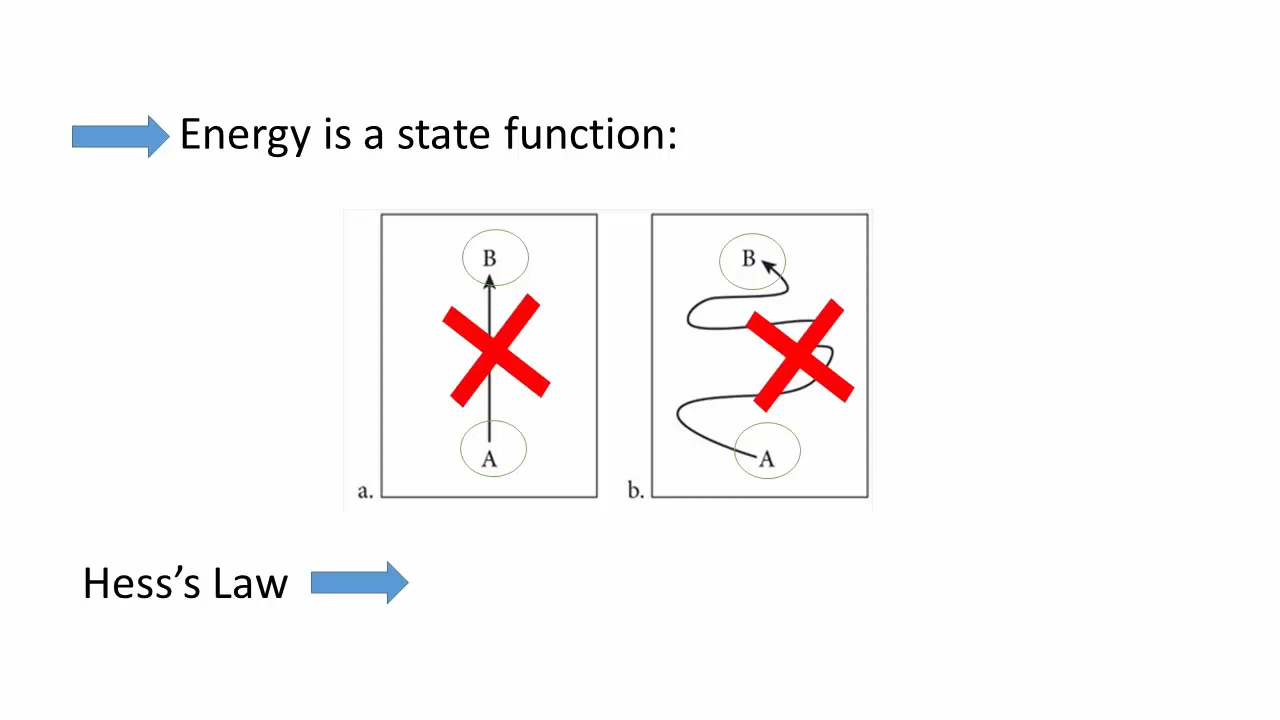 Energy is a state function:
B
B
A
A
a.
b.
Hess’s Law